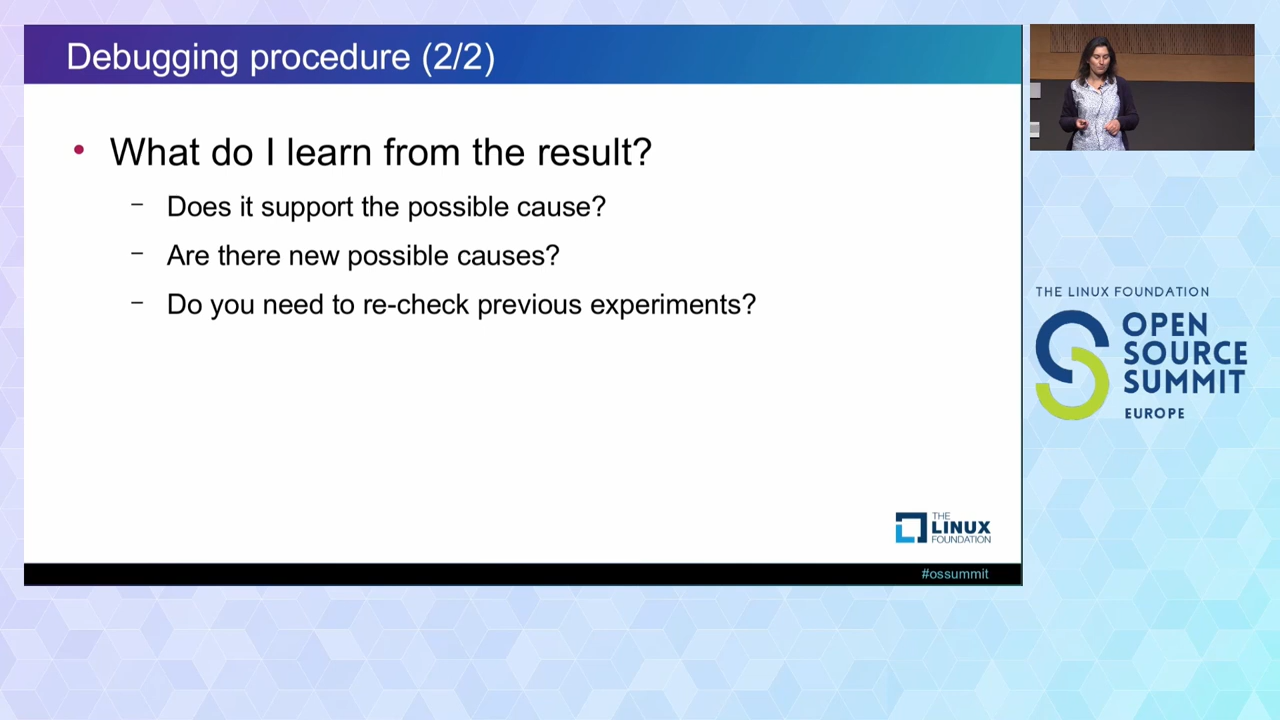 Debugging procedure (2/2)
• What do I learn from the result?
– Does it support the possible cause?
– Are there new possible causes?
– Do you need to re-check previous experiments?
THE
LINUX
FOUNDATION
#ossummit
THE LINUX FOUNDATION
OPEN
SOURCE
SUMMIT
EUROPE